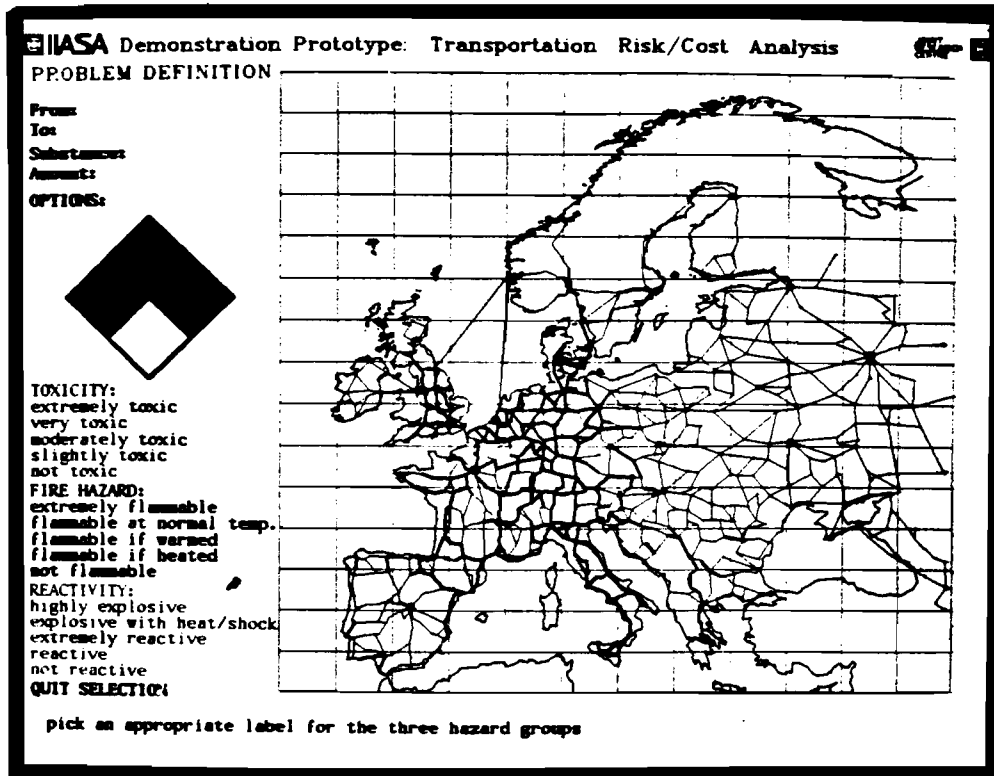 IIASA Demonstration Prototype: Transportation Risk/Cost Analysis
PROBLEM DEFINITION
From:
To:
Substance:
Amount:
OPTIONS:
TOXICITY:
extremely toxic
very toxic
moderately toxic
slightly toxic
not toxic
FIRE HAZARD:
extremely flammable
flammable at normal temp.
flammable if warmed
flammable if heated
not flammable
REACTIVITY:
highly explosive
explosive with heat/shock
extremely reactive
reactive
not reactive
QUIT SELECTION
pick an appropriate label for the three hazard groups